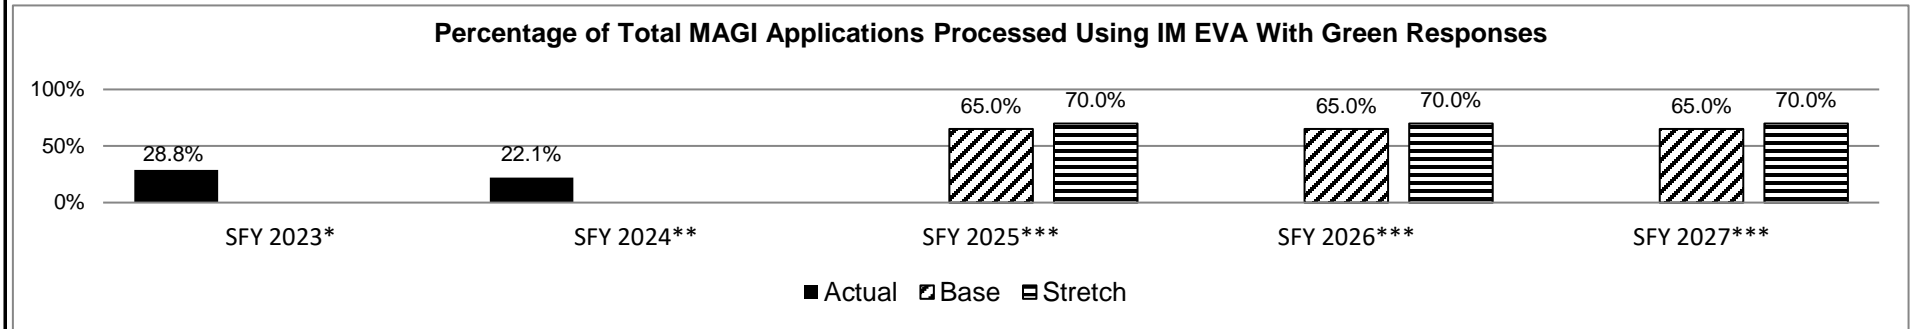 Percentage of Total MAGI Applications Processed Using IM EVA With Green Responses
100%
50%
0%
28.8%
22.1%
65.0%
70.0%
65.0%
70.0%
65.0%
70.0%
SFY 2023*
SFY 2024**
SFY 2025***
SFY 2026***
SFY 2027***
Actual
Base
Stretch